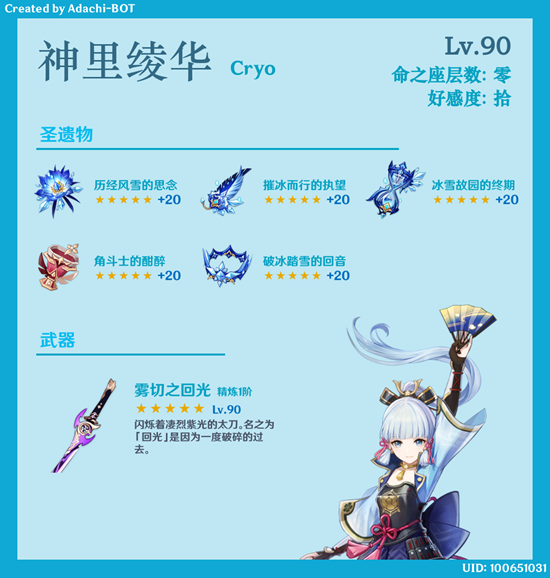 Created by Adachi-BOT
神里绫华 Cryo
Lv.90
命之座层数: 零
好感度: 拾
圣遗物
历经风雪的思念
★★★★★ +20
摧冰而行的执望
★★★★★ +20
冰雪故园的终期
★★★★★ +20
角斗士的酣醉
★★★★★ +20
破冰踏雪的回音
★★★★★ +20
武器
雾切之回光 精炼1阶
★★★★★ Lv.90
闪烁着凄烈紫光的太刀。名之为
「回光」是因为一度破碎的过
去。
UID: 100651031